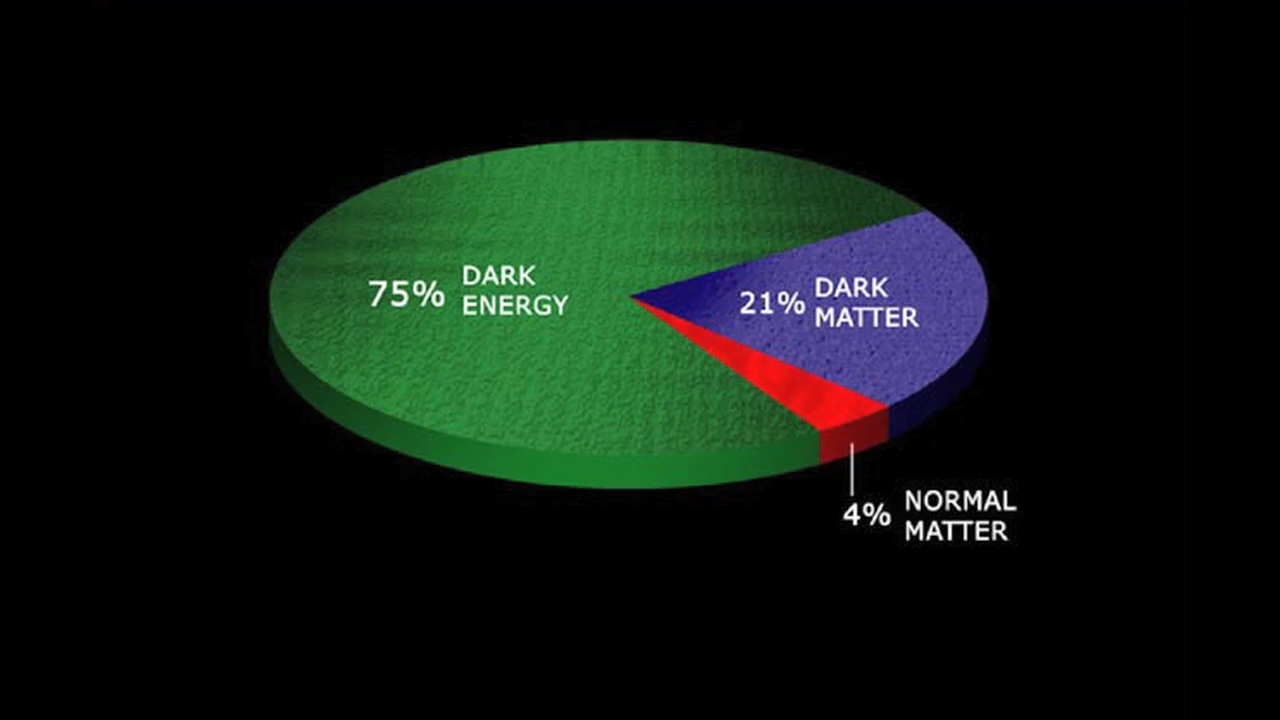 75% DARK
ENERGY
21% DARK
MATTER
4% NORMAL
MATTER